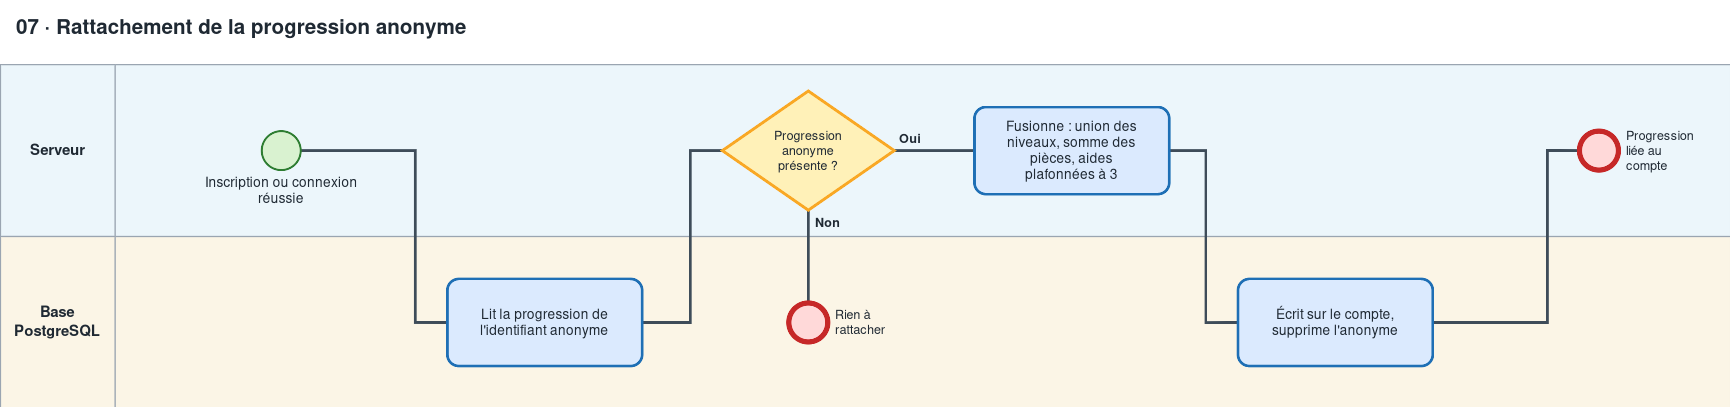 07 · Rattachement de la progression anonyme
Serveur
Inscription ou connexion
réussie
Progression
anonyme
présente ?
Oui
Non
Fusionne : union des
niveaux, somme des
pièces, aides
plafonnées à 3
Progression
liée au
compte
Base
PostgreSQL
Lit la progression de
l'identifiant anonyme
Rien à
rattacher
Écrit sur le compte,
supprime l'anonyme